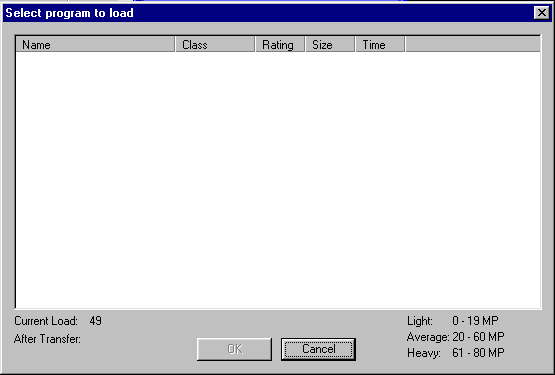 Select program to load
Name Class Rating Size Time
Current Load: 49
After Transfer:
OK Cancel
Light: 0 - 19 MP
Average: 20 - 60 MP
Heavy: 61 - 80 MP